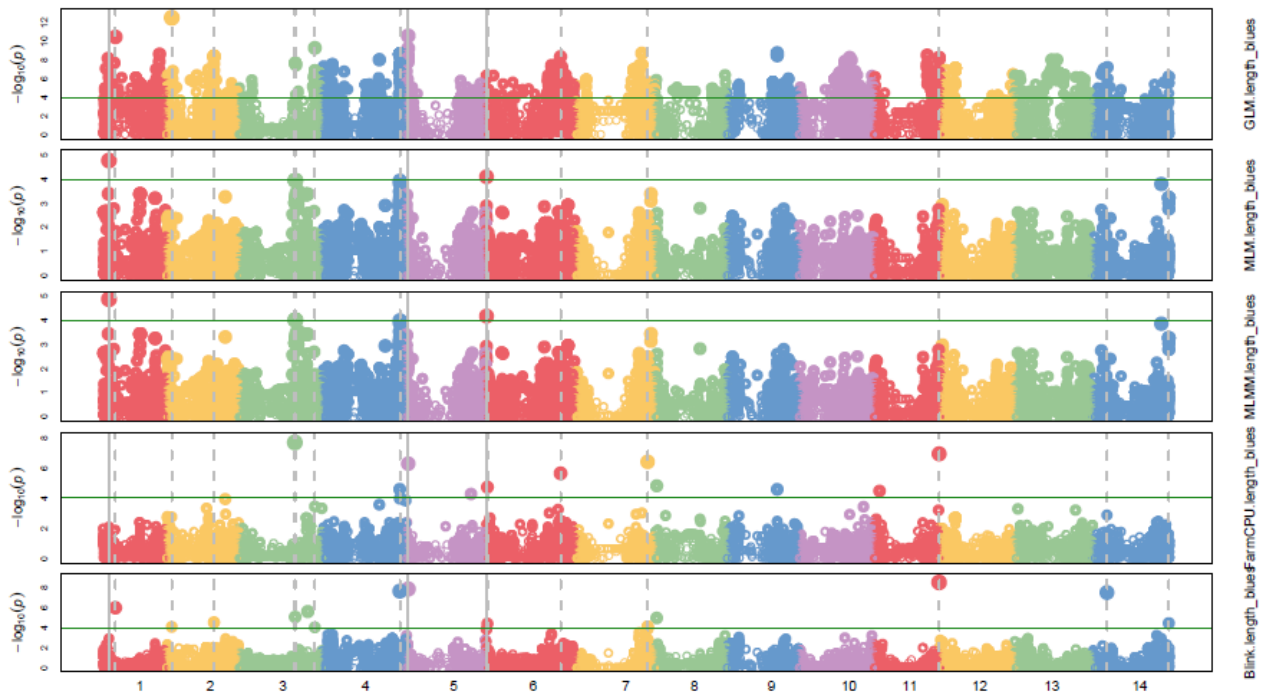 −log10(p)
0 2 4 6 8 10 12
GLM.length_blues
−log10(p)
0 1 2 3 4 5
MLM.length_blues
−log10(p)
0 1 2 3 4 5
MLMM.length_blues
−log10(p)
0 2 4 6 8
FarmCPU.length_blues
−log10(p)
0 2 4 6 8
Blink.length_blues
1 2 3 4 5 6 7 8 9 10 11 12 13 14